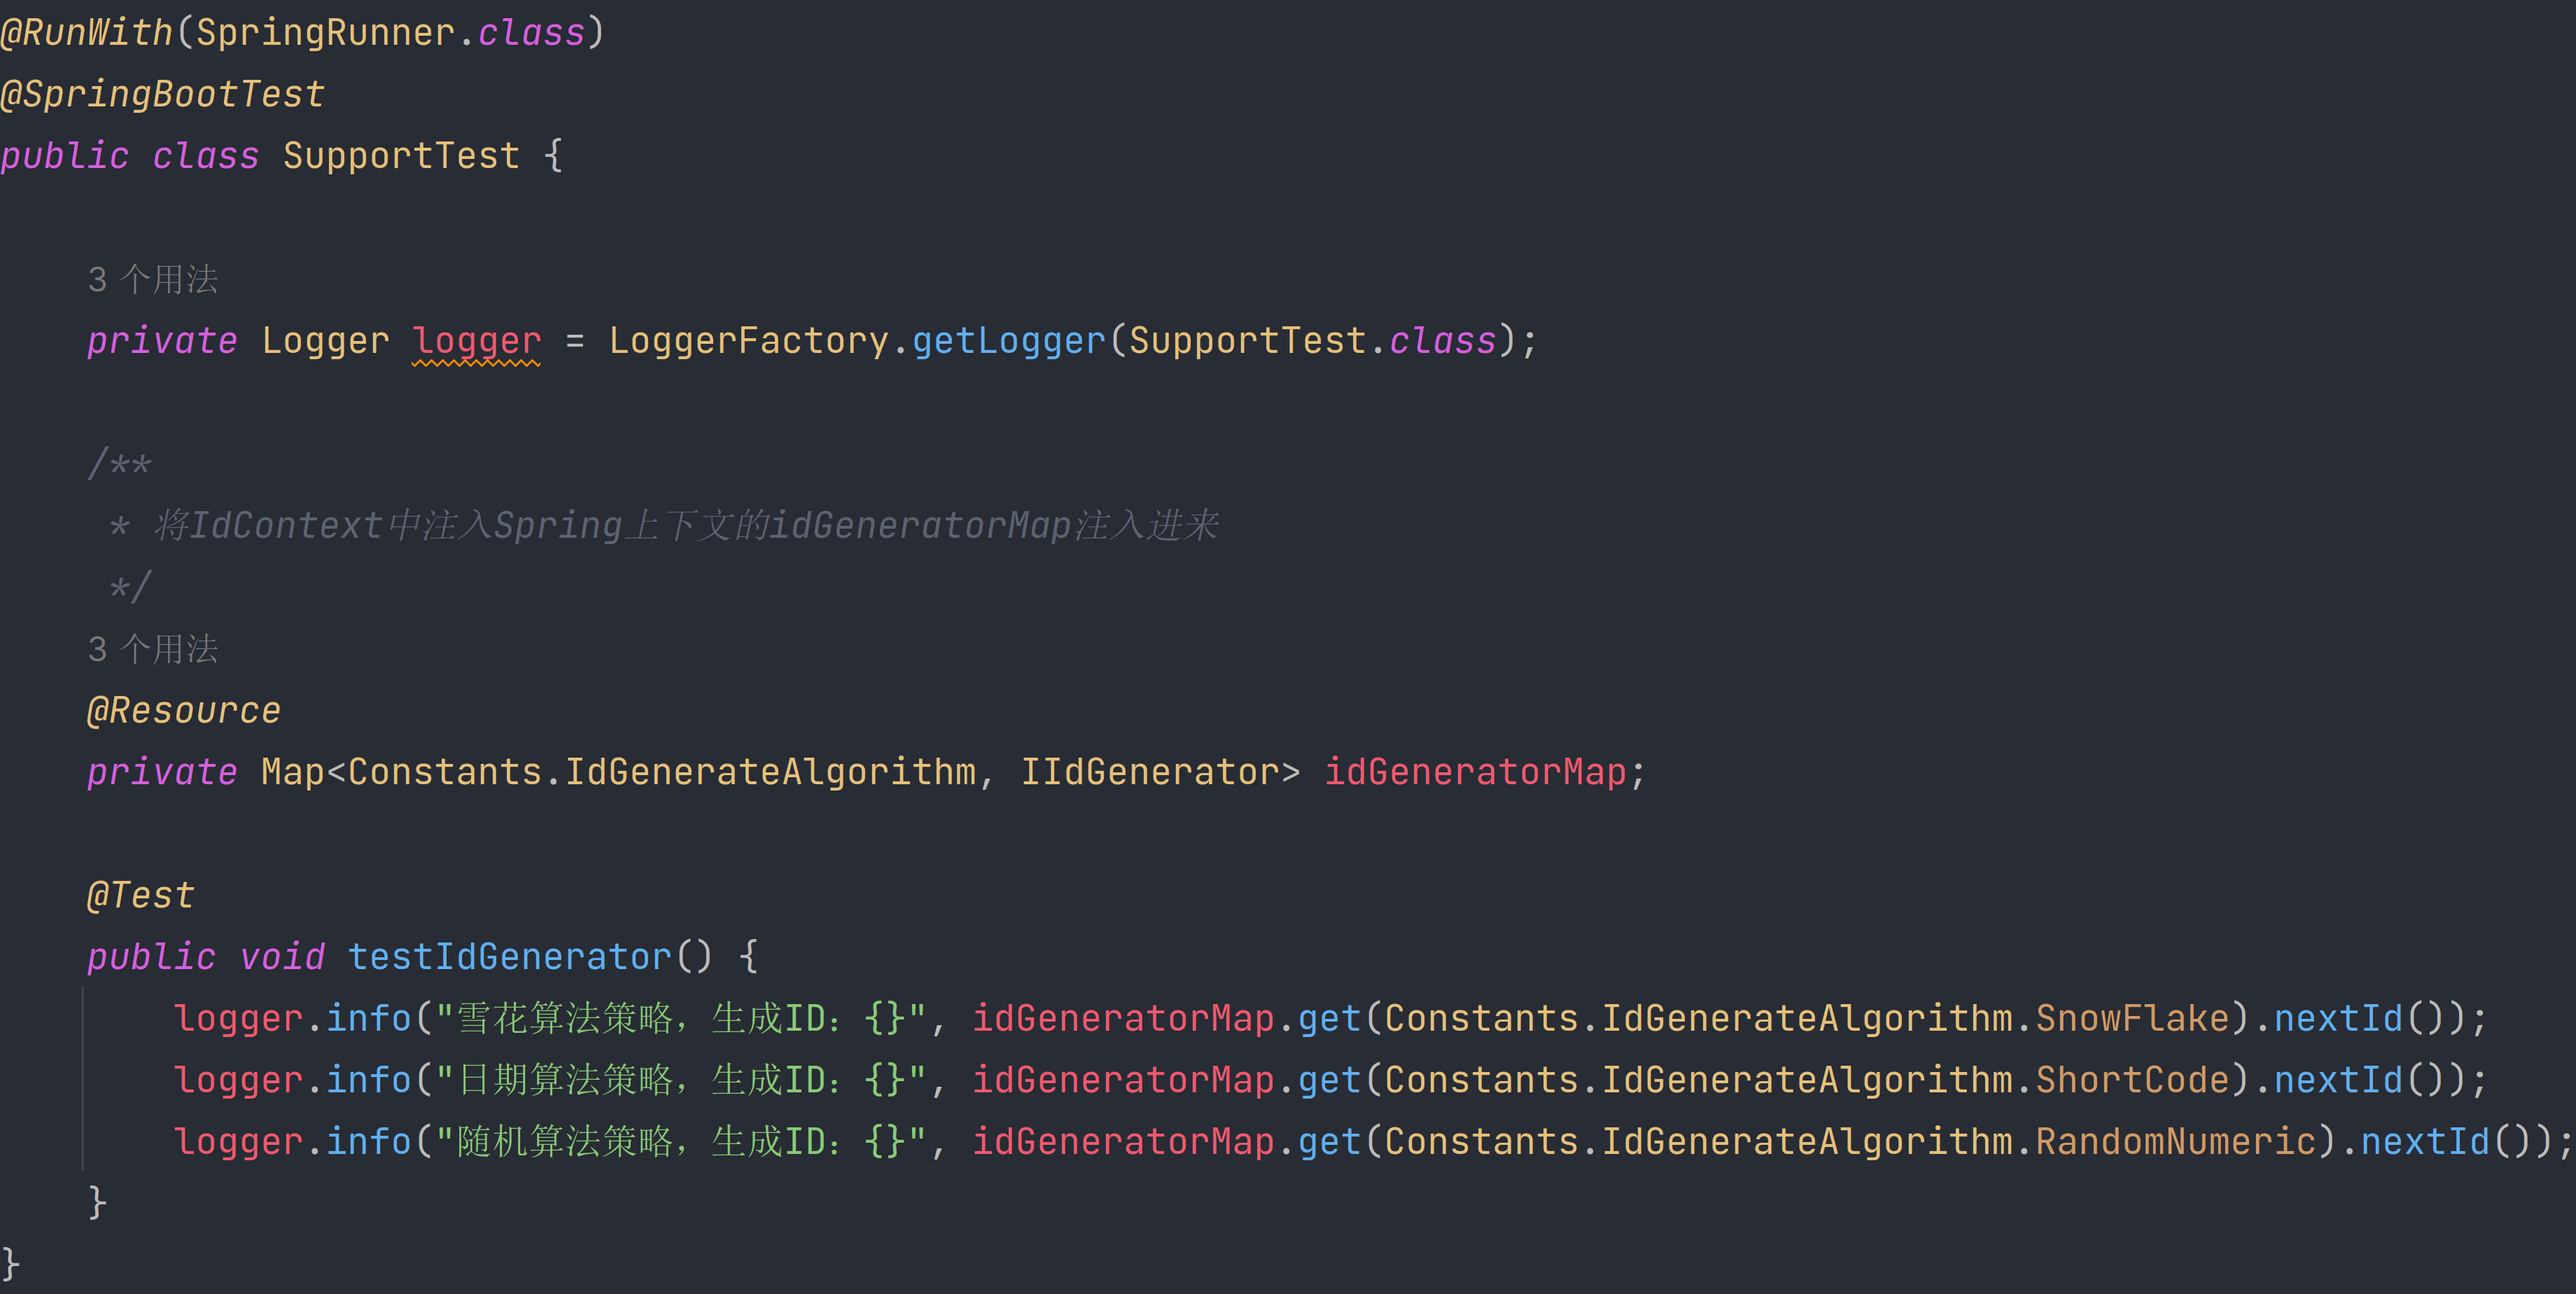 @RunWith(SpringRunner.class)
@SpringBootTest
public class SupportTest {
3 个用法
private Logger logger = LoggerFactory.getLogger(SupportTest.class);
/**
* 将IdContext中注入Spring上下文的idGeneratorMap注入进来
*/
3 个用法
@Resource
private Map<Constants.IdGenerateAlgorithm, IIdGenerator> idGeneratorMap;
@Test
public void testIdGenerator() {
logger.info("雪花算法策略，生成ID：{}", idGeneratorMap.get(Constants.IdGenerateAlgorithm.SnowFlake).nextId());
logger.info("日期算法策略，生成ID：{}", idGeneratorMap.get(Constants.IdGenerateAlgorithm.ShortCode).nextId());
logger.info("随机算法策略，生成ID：{}", idGeneratorMap.get(Constants.IdGenerateAlgorithm.RandomNumeric).nextId());
}
}